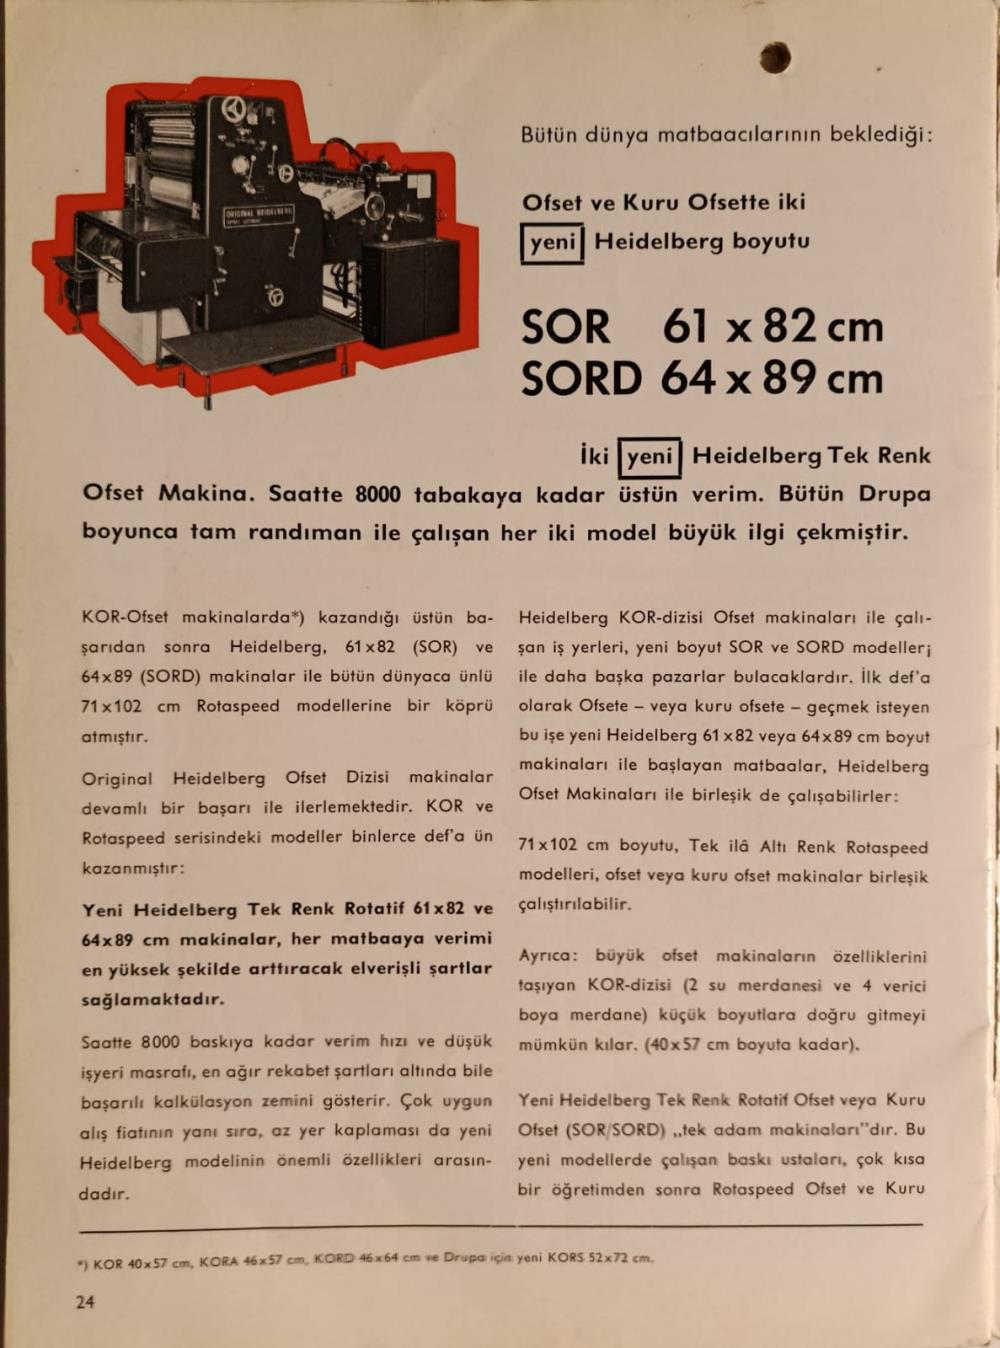 ORIGINAL HEIDELBERG
Bütün dünya matbaacılarının beklediği:
Ofset ve Kuru Ofsette iki
yeni Heidelberg boyutu
SOR 61 x 82 cm
SORD 64 x 89 cm
İki yeni Heidelberg Tek Renk
Ofset Makina. Saatte 8000 tabakaya kadar üstün verim. Bütün Drupa
boyunca tam randıman ile çalışan her iki model büyük ilgi çekmiştir.
KOR-Ofset makinalarda*) kazandığı üstün ba-
şarıdan sonra Heidelberg, 61x82 (SOR) ve
64x89 (SORD) makinalar ile bütün dünyaca ünlü
71x102 cm Rotaspeed modellerine bir köprü
atmıştır.
Original Heidelberg Ofset Dizisi makinalar
devamlı bir başarı ile ilerlemektedir. KOR ve
Rotaspeed serisindeki modeller binlerce def'a ün
kazanmıştır:
Yeni Heidelberg Tek Renk Rotatif 61x82 ve
64x89 cm makinalar, her matbaaya verimi
en yüksek şekilde arttıracak elverişli şartlar
sağlamaktadır.
Saatte 8000 baskıya kadar verim hızı ve düşük
işyeri masrafı, en ağır rekabet şartları altında bile
başarılı kalkülasyon zemini gösterir. Çok uygun
alış fiatının yanı sıra, az yer kaplaması da yeni
Heidelberg modelinin önemli özellikleri arasın-
dadır.
Heidelberg KOR-dizisi Ofset makinaları ile çalı-
şan iş yerleri, yeni boyut SOR ve SORD modelleri
ile daha başka pazarlar bulacaklardır. İlk def'a
olarak Ofsete – veya kuru ofsete – geçmek isteyen
bu işe yeni Heidelberg 61x82 veya 64x89 cm boyut
makinaları ile başlayan matbaalar, Heidelberg
Ofset Makinaları ile birleşik de çalışabilirler:
71x102 cm boyutu, Tek ilâ Altı Renk Rotaspeed
modelleri, ofset veya kuru ofset makinalar birleşik
çalıştırılabilir.
Ayrıca: büyük ofset makinaların özelliklerini
taşıyan KOR-dizisi (2 su merdanesi ve 4 verici
boya merdane) küçük boyutlara doğru gitmeyi
mümkün kılar. (40x57 cm boyuta kadar).
Yeni Heidelberg Tek Renk Rotatif Ofset veya Kuru
Ofset (SOR/SORD) „tek adam makinaları"dır. Bu
yeni modellerde çalışan baskı ustaları, çok kısa
bir öğretimden sonra Rotaspeed Ofset ve Kuru
*) KOR 40x57 cm, KORA 46x57 cm, KORD 46x64 cm ve Drupa için yeni KORS 52x72 cm.
24